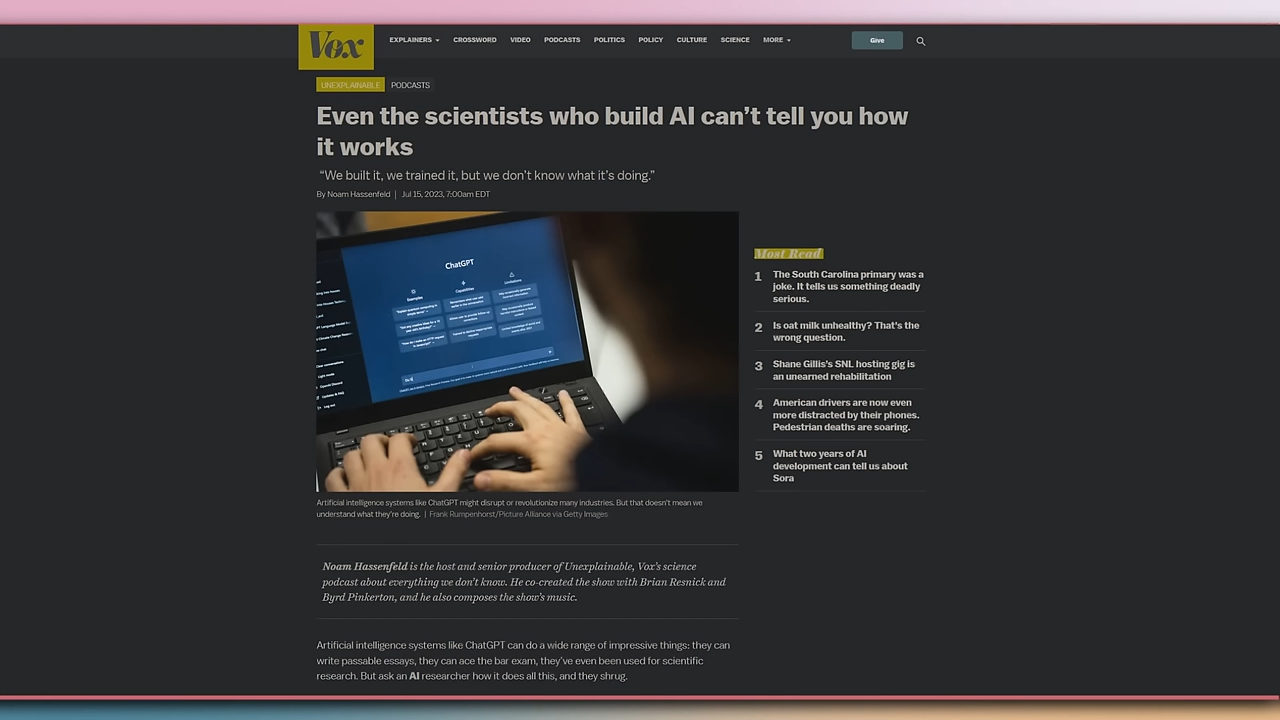 Vox
EXPLAINERS
CROSSWORD
VIDEO
PODCASTS
POLITICS
POLICY
CULTURE
SCIENCE
MORE
Give
UNEXPLAINABLE
PODCASTS
Even the scientists who build AI can’t tell you how
it works
“We built it, we trained it, but we don’t know what it’s doing.”
By Noam Hassenfeld | Jul 15, 2023, 7:00am EDT
ChatGPT
Examples
Capabilities
Limitations
Artificial intelligence systems like ChatGPT might disrupt or revolutionize many industries. But that doesn’t mean we
understand what they’re doing. | Frank Rumpenhorst/Picture Alliance via Getty Images
Noam Hassenfeld is the host and senior producer of Unexplainable, Vox’s science
podcast about everything we don’t know. He co-created the show with Brian Resnick and
Byrd Pinkerton, and he also composes the show’s music.
Artificial intelligence systems like ChatGPT can do a wide range of impressive things: they can
write passable essays, they can ace the bar exam, they’ve even been used for scientific
research. But ask an AI researcher how it does all this, and they shrug.
Most Read
1 The South Carolina primary was a
joke. It tells us something deadly
serious.
2 Is oat milk unhealthy? That’s the
wrong question.
3 Shane Gillis’s SNL hosting gig is
an unearned rehabilitation
4 American drivers are now even
more distracted by their phones.
Pedestrian deaths are soaring.
5 What two years of AI
development can tell us about
Sora